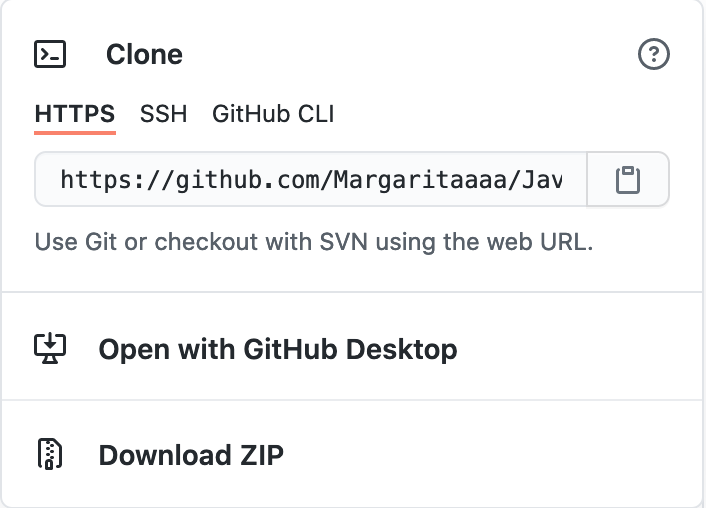 Clone
HTTPS SSH GitHub CLI
https://github.com/Margaritaaaa/Jav
Use Git or checkout with SVN using the web URL.
Open with GitHub Desktop
Download ZIP